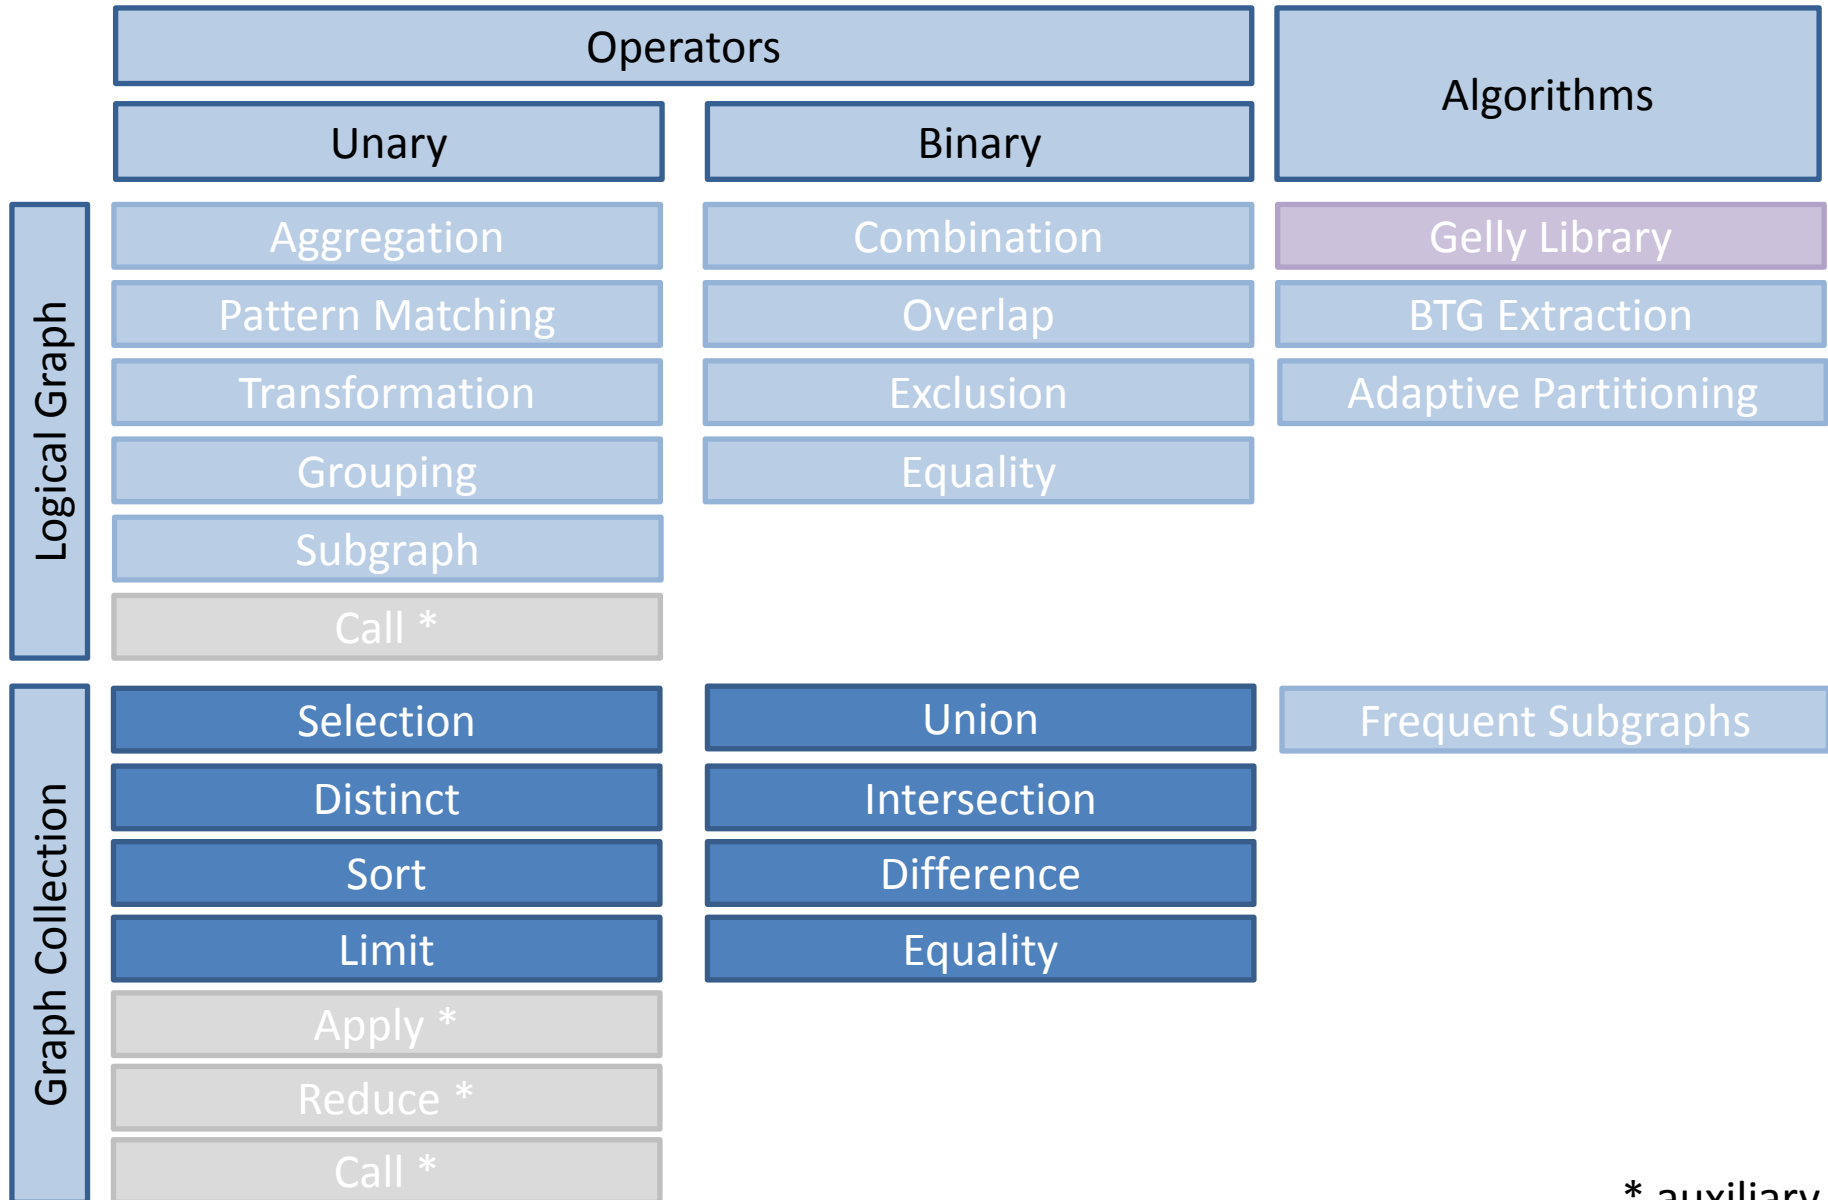 Operators
Algorithms
Unary
Binary
Logical Graph
Aggregation
Combination
Gelly Library
Pattern Matching
Overlap
BTG Extraction
Transformation
Exclusion
Adaptive Partitioning
Grouping
Equality
Subgraph
Call *
Graph Collection
Selection
Union
Frequent Subgraphs
Distinct
Intersection
Sort
Difference
Limit
Equality
Apply *
Reduce *
Call *
* auxiliary